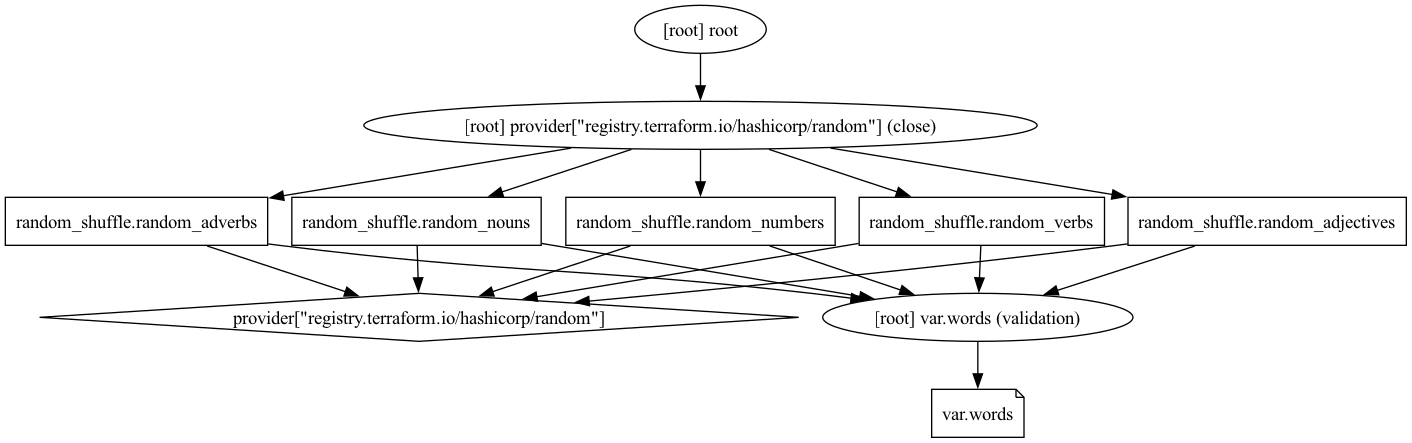 [root] root
[root] provider["registry.terraform.io/hashicorp/random"] (close)
random_shuffle.random_adverbs
random_shuffle.random_nouns
random_shuffle.random_numbers
random_shuffle.random_verbs
random_shuffle.random_adjectives
provider["registry.terraform.io/hashicorp/random"]
[root] var.words (validation)
var.words